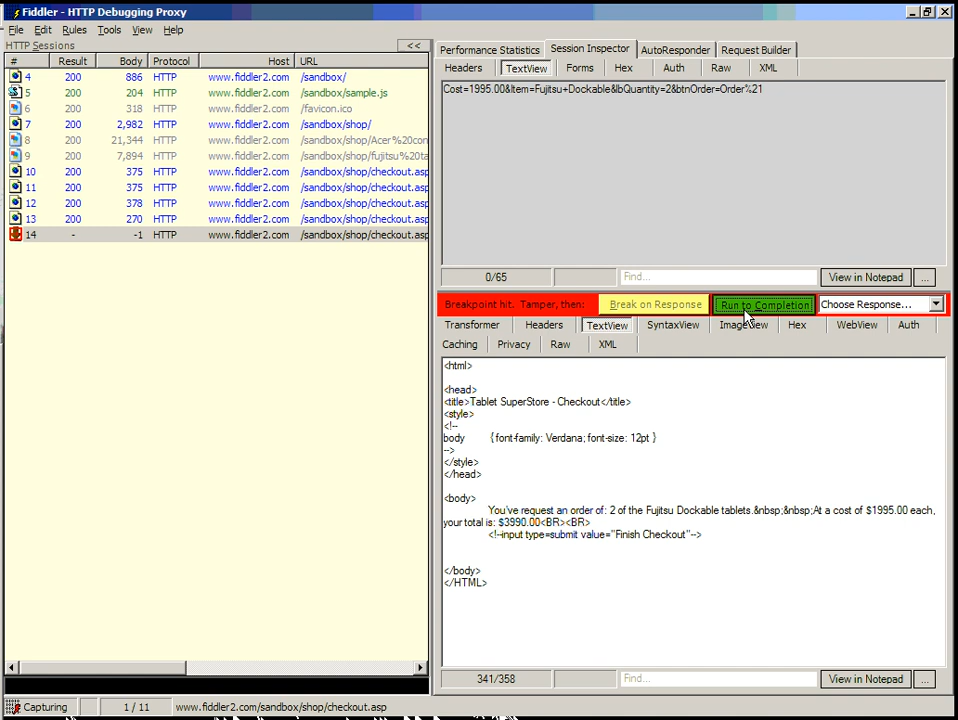 Fiddler - HTTP Debugging Proxy
File Edit Rules Tools View Help
HTTP Sessions <<
# Result Body Protocol Host URL
4 200 886 HTTP www.fiddler2.com /sandbox/
5 200 204 HTTP www.fiddler2.com /sandbox/sample.js
6 200 318 HTTP www.fiddler2.com /favicon.ico
7 200 2,982 HTTP www.fiddler2.com /sandbox/shop/
8 200 21,344 HTTP www.fiddler2.com /sandbox/shop/Acer%20con
9 200 7,894 HTTP www.fiddler2.com /sandbox/shop/fujitsu%20ta
10 200 375 HTTP www.fiddler2.com /sandbox/shop/checkout.asp
11 200 375 HTTP www.fiddler2.com /sandbox/shop/checkout.asp
12 200 378 HTTP www.fiddler2.com /sandbox/shop/checkout.asp
13 200 270 HTTP www.fiddler2.com /sandbox/shop/checkout.asp
14 - -1 HTTP www.fiddler2.com /sandbox/shop/checkout.asp
Performance Statistics Session Inspector AutoResponder Request Builder
Headers TextView Forms Hex Auth Raw XML
Cost=1995.00&Item=Fujitsu+Dockable&lbQuantity=2&btnOrder=Order%21
0/65 Find... View in Notepad ...
Breakpoint hit. Tamper, then: Break on Response Run to Completion Choose Response...
Transformer Headers TextView SyntaxView ImageView Hex WebView Auth
Caching Privacy Raw XML
<html>
<head>
<title>Tablet SuperStore - Checkout</title>
<style>
<!--
body {font-family: Verdana; font-size: 12pt }
-->
</style>
</head>
<body>
You've request an order of: 2 of the Fujitsu Dockable tablets.&nbsp;&nbsp;At a cost of $1995.00 each,
your total is: $3990.00<BR><BR>
<!--input type=submit value="Finish Checkout"-->
</body>
</HTML>
341/358 Find... View in Notepad ...
Capturing 1 / 11 www.fiddler2.com/sandbox/shop/checkout.asp